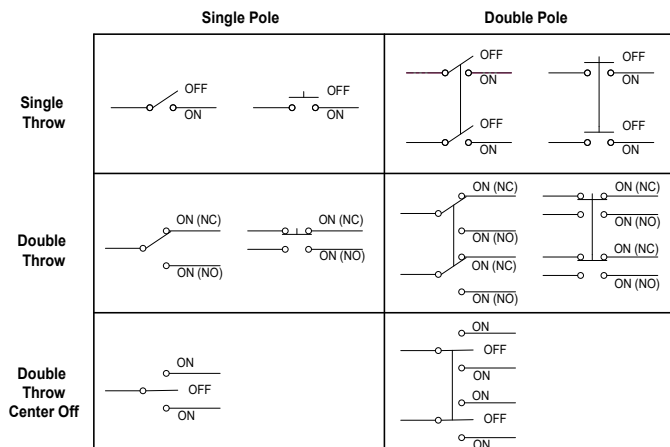 Single Pole
Double Pole
Single
Throw
OFF
ON
OFF
ON
OFF
ON
OFF
ON
OFF
ON
OFF
ON
Double
Throw
ON (NC)
ON (NO)
ON (NC)
ON (NO)
ON (NC)
ON (NO)
ON (NC)
ON (NO)
ON (NC)
ON (NO)
ON (NC)
ON (NO)
Double
Throw
Center Off
ON
OFF
ON
ON
OFF
ON
ON
OFF
ON